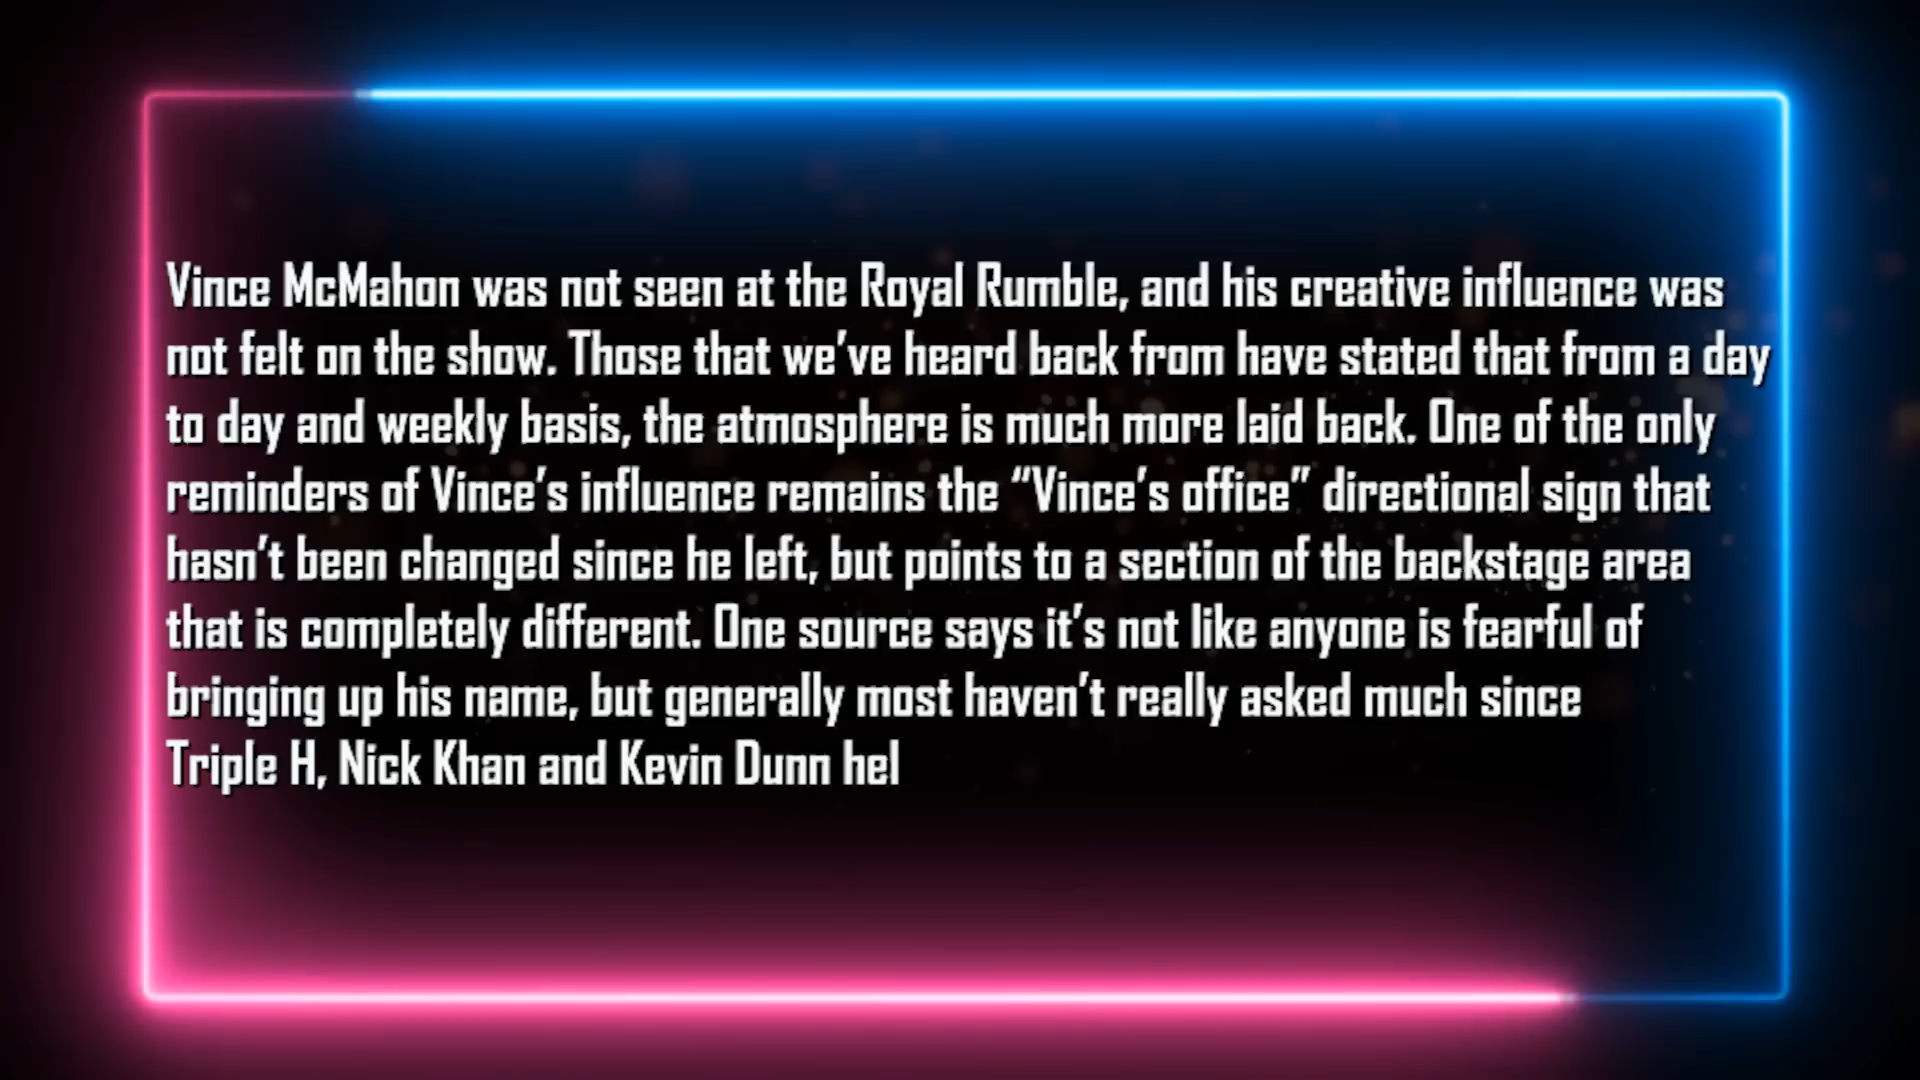 Vince McMahon was not seen at the Royal Rumble, and his creative influence was
not felt on the show. Those that we’ve heard back from have stated that from a day
to day and weekly basis, the atmosphere is much more laid back. One of the only
reminders of Vince’s influence remains the “Vince’s office” directional sign that
hasn’t been changed since he left, but points to a section of the backstage area
that is completely different. One source says it’s not like anyone is fearful of
bringing up his name, but generally most haven’t really asked much since
Triple H, Nick Khan and Kevin Dunn hel